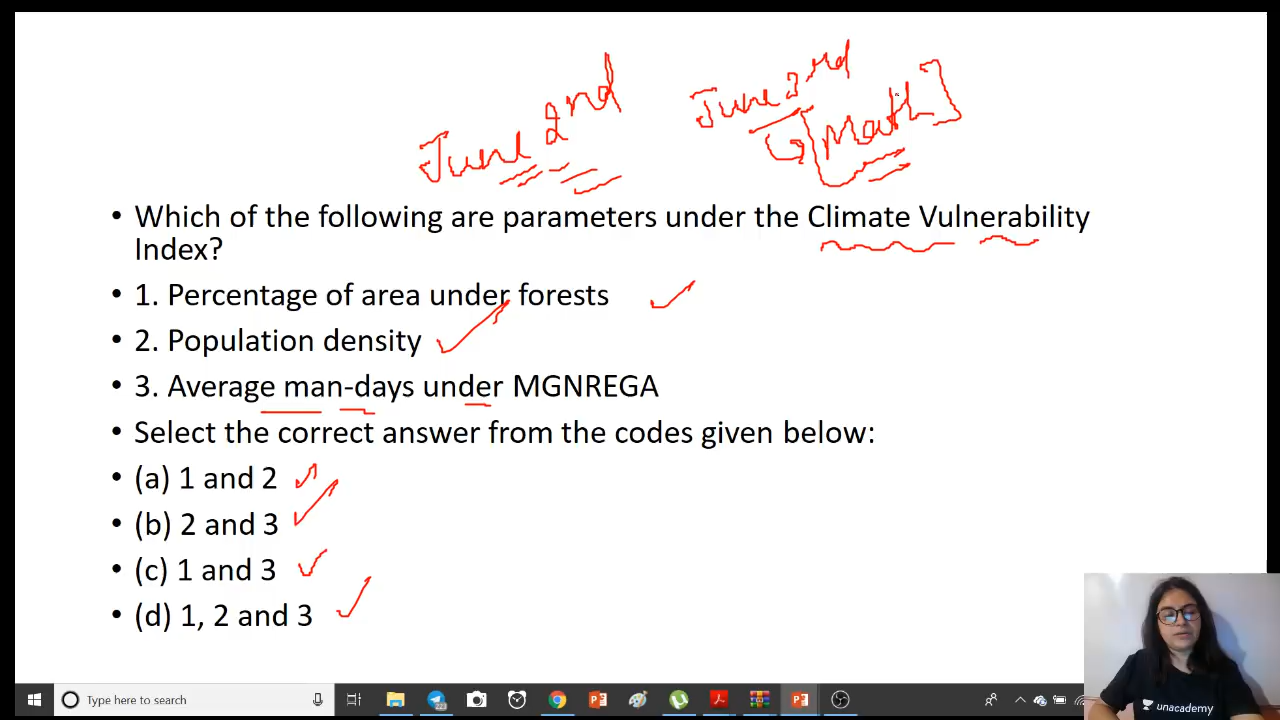 June 2nd
June 3rd
[Math]
• Which of the following are parameters under the Climate Vulnerability
Index?
• 1. Percentage of area under forests
• 2. Population density
• 3. Average man-days under MGNREGA
• Select the correct answer from the codes given below:
• (a) 1 and 2
• (b) 2 and 3
• (c) 1 and 3
• (d) 1, 2 and 3
unacademy
Type here to search